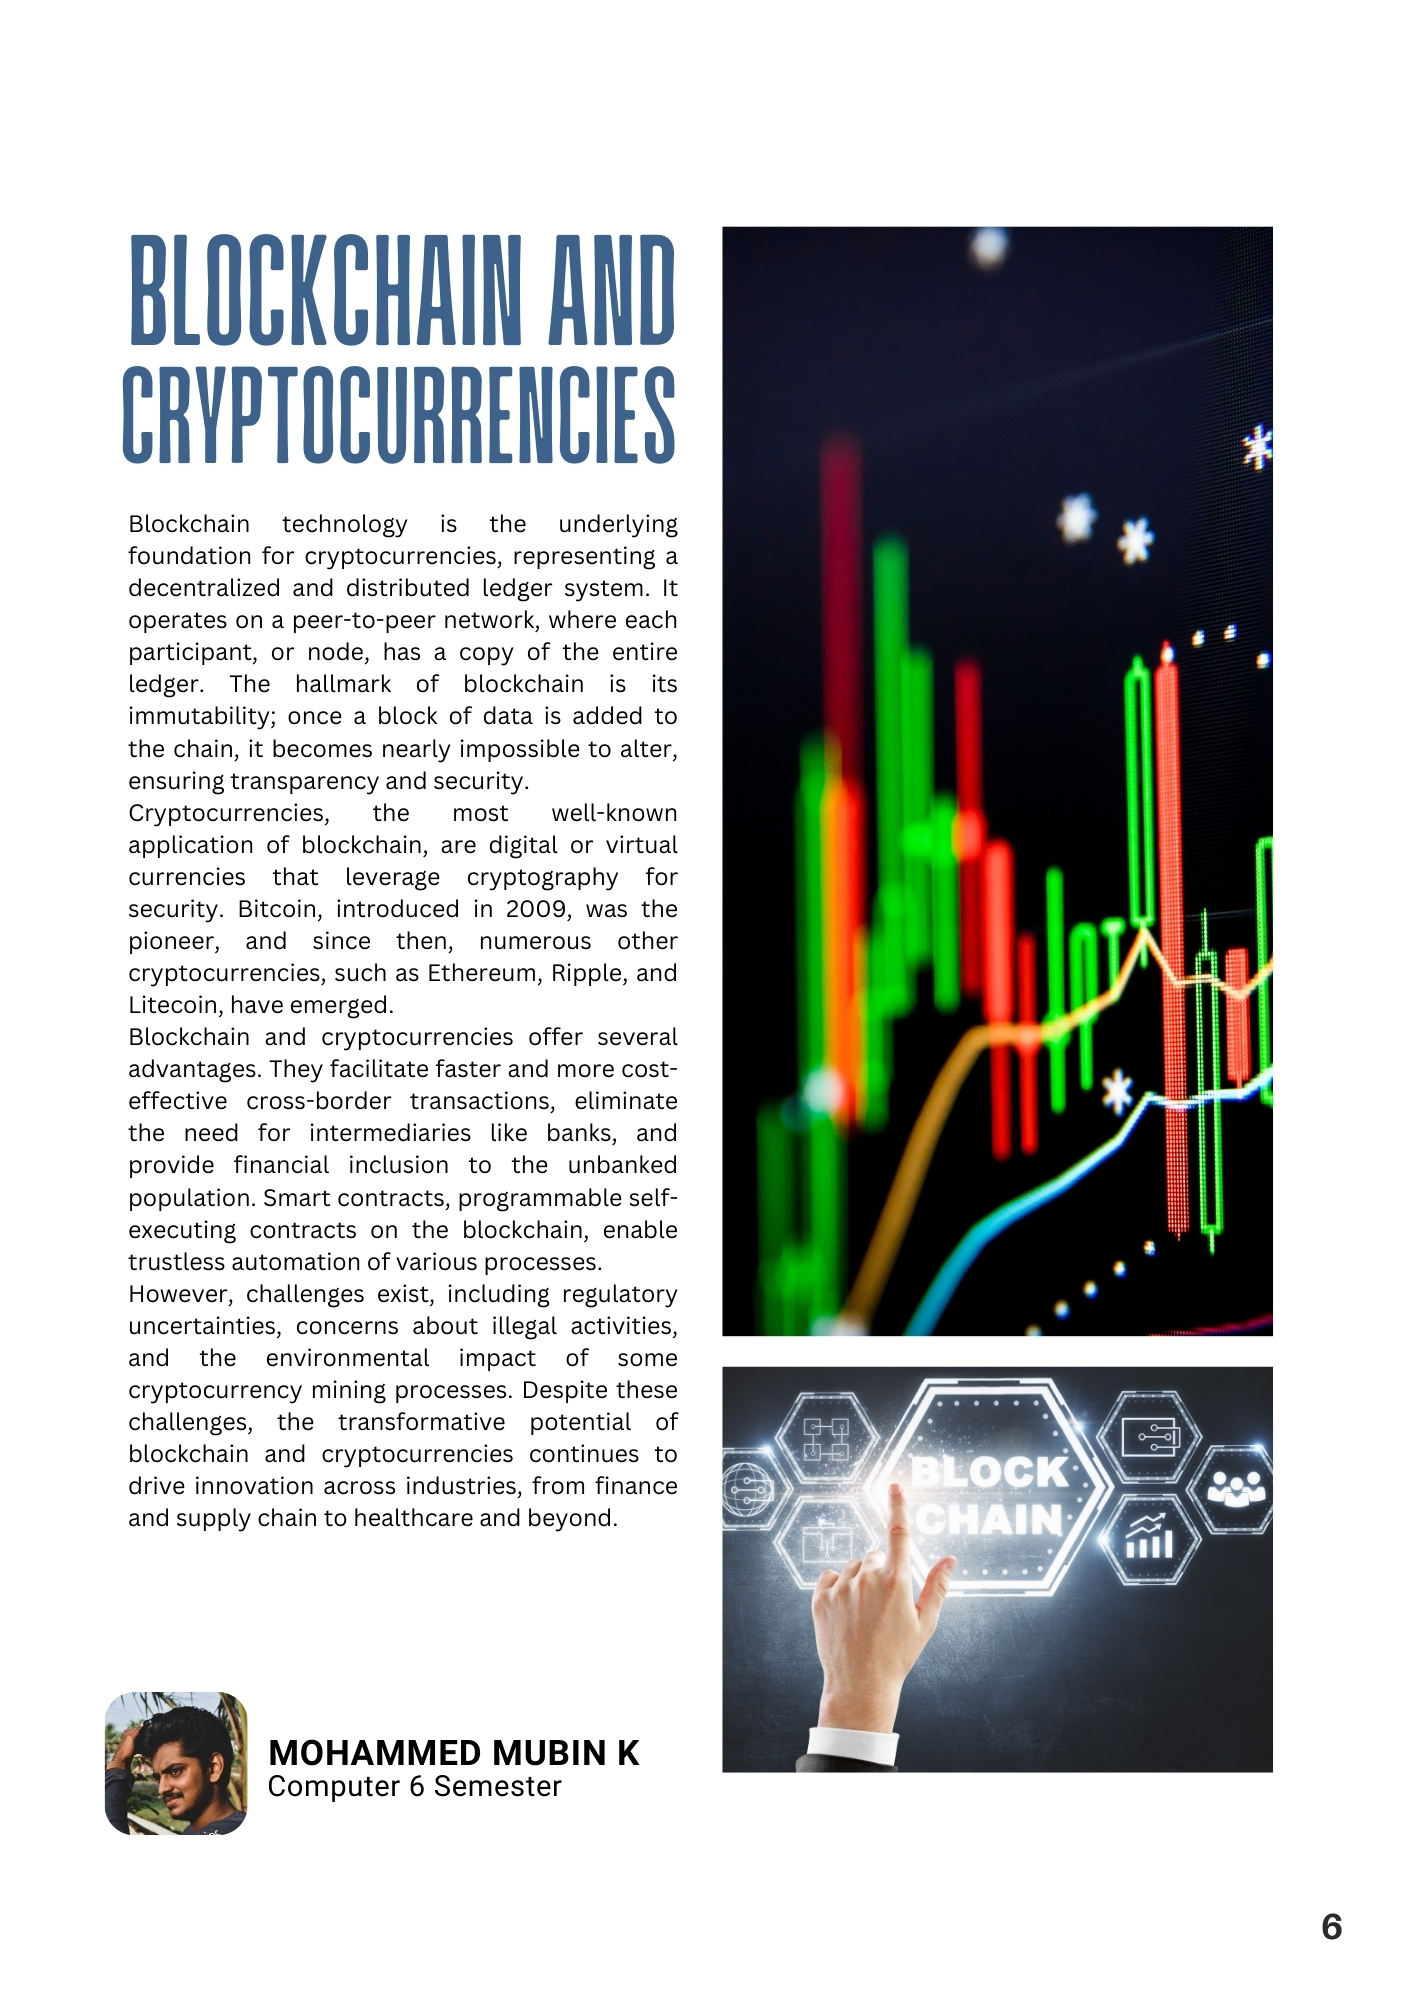 BLOCKCHAIN AND
CRYPTOCURRENCIES
Blockchain technology is the underlying
foundation for cryptocurrencies, representing a
decentralized and distributed ledger system. It
operates on a peer-to-peer network, where each
participant, or node, has a copy of the entire
ledger. The hallmark of blockchain is its
immutability; once a block of data is added to
the chain, it becomes nearly impossible to alter,
ensuring transparency and security.
Cryptocurrencies, the most well-known
application of blockchain, are digital or virtual
currencies that leverage cryptography for
security. Bitcoin, introduced in 2009, was the
pioneer, and since then, numerous other
cryptocurrencies, such as Ethereum, Ripple, and
Litecoin, have emerged.
Blockchain and cryptocurrencies offer several
advantages. They facilitate faster and more cost-
effective cross-border transactions, eliminate
the need for intermediaries like banks, and
provide financial inclusion to the unbanked
population. Smart contracts, programmable self-
executing contracts on the blockchain, enable
trustless automation of various processes.
However, challenges exist, including regulatory
uncertainties, concerns about illegal activities,
and the environmental impact of some
cryptocurrency mining processes. Despite these
challenges, the transformative potential of
blockchain and cryptocurrencies continues to
drive innovation across industries, from finance
and supply chain to healthcare and beyond.
BLOCK
CHAIN
MOHAMMED MUBIN K
Computer 6 Semester
6